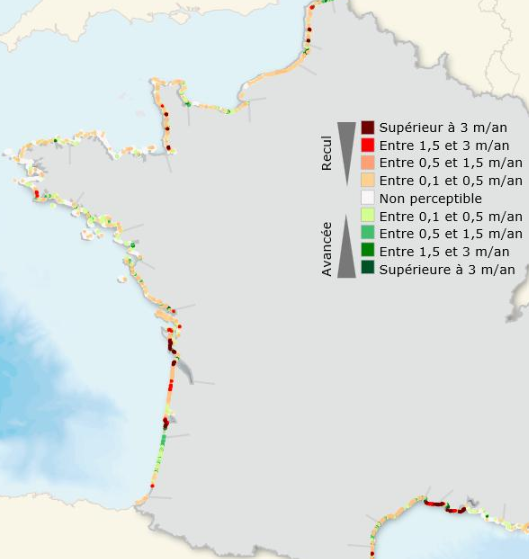 Recul
Supérieur à 3 m/an
Entre 1,5 et 3 m/an
Entre 0,5 et 1,5 m/an
Entre 0,1 et 0,5 m/an
Non perceptible
Avancée
Entre 0,1 et 0,5 m/an
Entre 0,5 et 1,5 m/an
Entre 1,5 et 3 m/an
Supérieure à 3 m/an